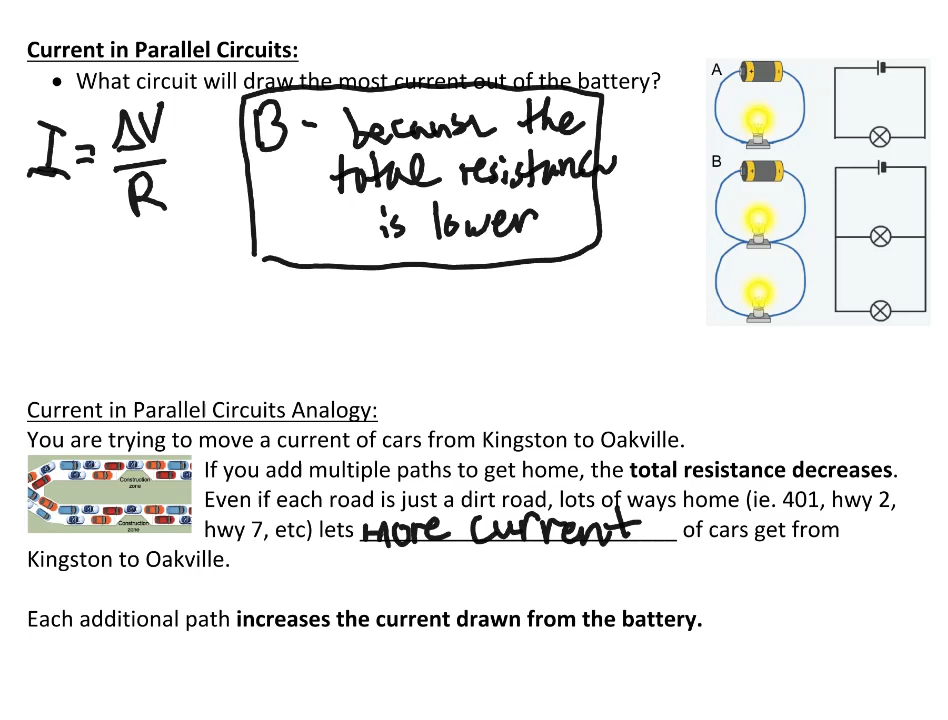 Current in Parallel Circuits:
• What circuit will draw the most current out of the battery?
I = ΔV
R
B - because the
total resistance
is lower
A
B
Current in Parallel Circuits Analogy:
You are trying to move a current of cars from Kingston to Oakville.
If you add multiple paths to get home, the total resistance decreases.
Construction
zone
Even if each road is just a dirt road, lots of ways home (ie. 401, hwy 2,
Construction
zone
hwy 7, etc) lets More current of cars get from
Kingston to Oakville.
Each additional path increases the current drawn from the battery.